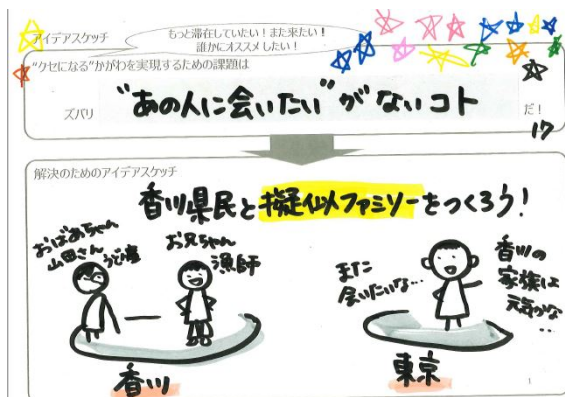 アイデアスケッチ
もっと滞在していたい！また来たい！
誰かにオススメしたい！
"クセになる"かがわを実現するための課題は
ズバリ
"あの人に会いたい"がないコト
だ！
17
解決のためのアイデアスケッチ
香川県民と擬似ファミリーをつくろう!
おばあちゃん
山田さん
うどん屋
お兄ちゃん
漁師
香川
また
会いたいな…
香川の
家族は
元気かな
…
東京
1